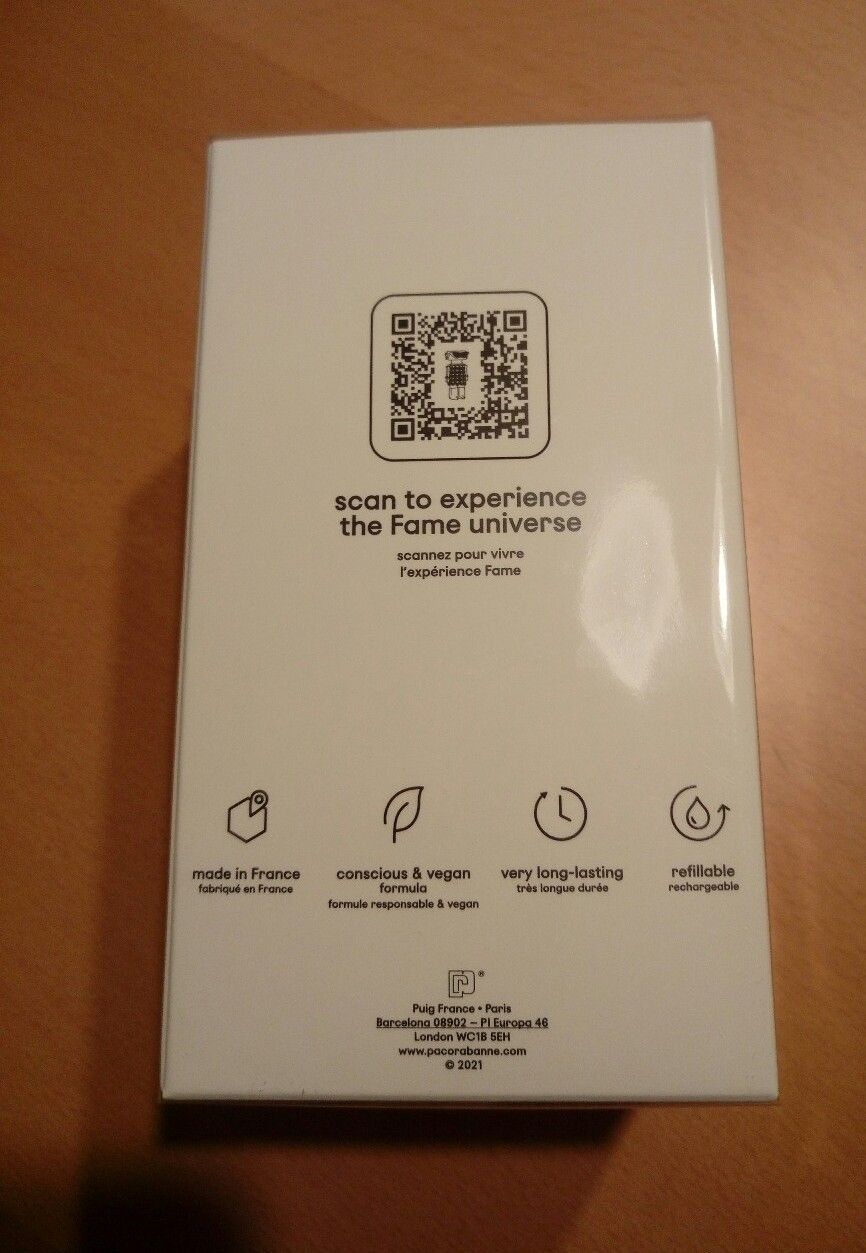 scan to experience
the Fame universe
scannez pour vivre
l'expérience Fame
made in France
fabriqué en France
conscious & vegan
formula
formule responsable & vegan
very long-lasting
très longue durée
refillable
rechargeable
®
Puig France • Paris
Barcelona 08902 – Pl Europa 46
London WC1B 5EH
www.pacorabanne.com
© 2021